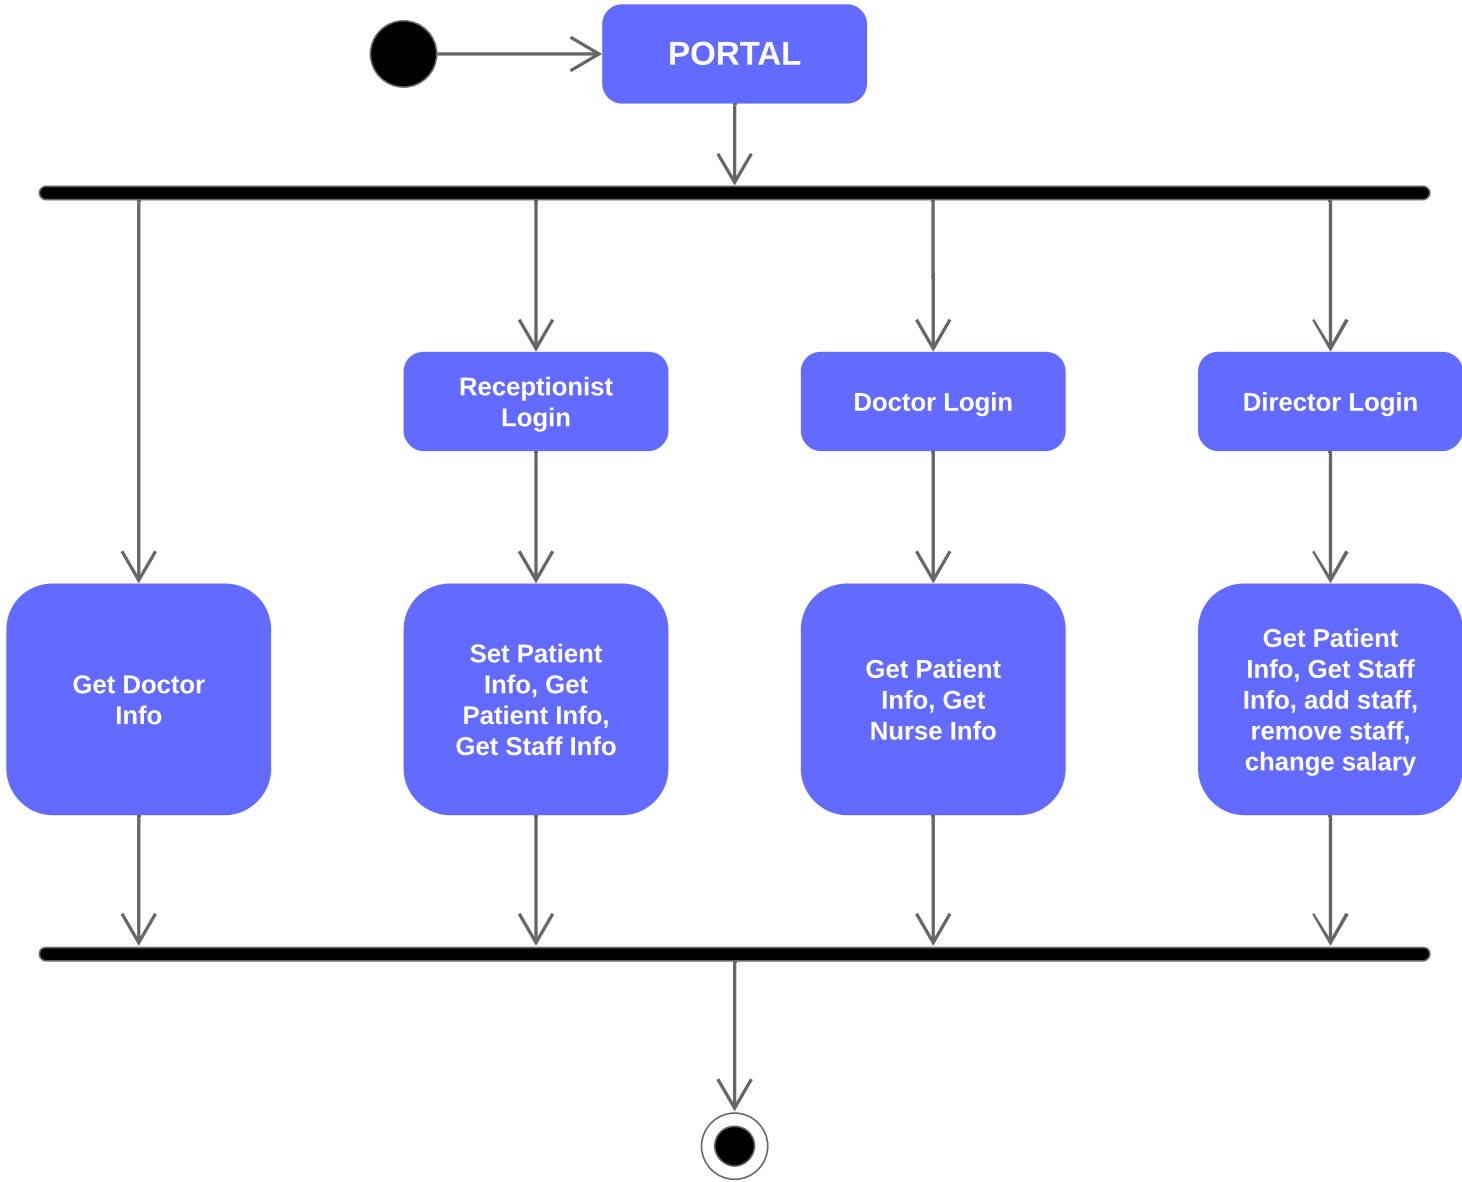 PORTAL
Receptionist
Login
Doctor Login
Director Login
Get Doctor
Info
Set Patient
Info, Get
Patient Info,
Get Staff Info
Get Patient
Info, Get
Nurse Info
Get Patient
Info, Get Staff
Info, add staff,
remove staff,
change salary